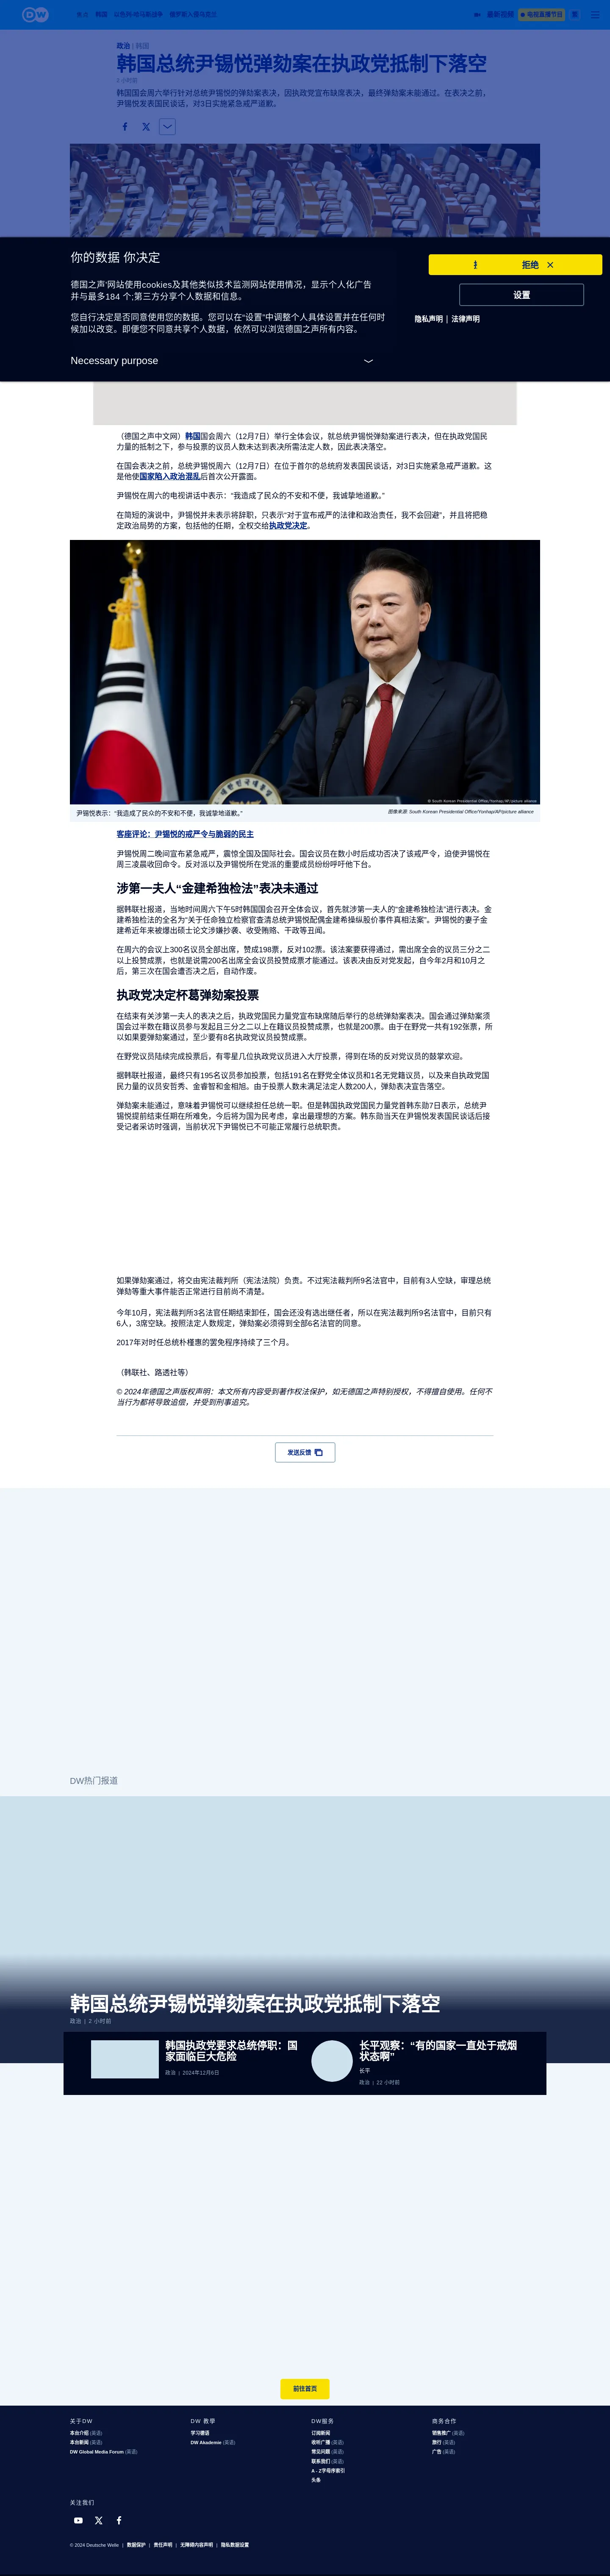 DW
焦点 韩国 以色列/哈马斯战争 俄罗斯入侵乌克兰
最新视频 电视直播节目
政治 | 韩国
韩国总统尹锡悦弹劾案在执政党抵制下落空
2 小时前
韩国国会周六举行针对总统尹锡悦的弹劾案表决，因执政党宣布缺席表决，最终弹劾案未能通过。在表决之前，
尹锡悦发表国民谈话，对3日实施紧急戒严道歉。
你的数据 你决定
德国之声‘网站使用cookies及其他类似技术监测网站使用情况，显示个人化广告
并与最多184 个;第三方分享个人数据和信息。
您自行决定是否同意使用您的数据。您可以在“设置”中调整个人具体设置并在任何时
候加以改变。即便您不同意共享个人数据，依然可以浏览德国之声所有内容。
Necessary purpose
拒绝
设置
隐私声明 | 法律声明
（德国之声中文网）韩国国会周六（12月7日）举行全体会议，就总统尹锡悦弹劾案进行表决，但在执政党国民
力量的抵制之下，参与投票的议员人数未达到表决所需法定人数，因此表决落空。
在国会表决之前，总统尹锡悦周六（12月7日）在位于首尔的总统府发表国民谈话，对3日实施紧急戒严道歉。这
是他使国家陷入政治混乱后首次公开露面。
尹锡悦在周六的电视讲话中表示：“我造成了民众的不安和不便，我诚挚地道歉。”
在简短的演说中，尹锡悦并未表示将辞职，只表示“对于宣布戒严的法律和政治责任，我不会回避”，并且将把稳
定政治局势的方案，包括他的任期，全权交给执政党决定。
© South Korean Presidential Office/Yonhap/AP/picture alliance
尹锡悦表示：“我造成了民众的不安和不便，我诚挚地道歉。”
图像来源: South Korean Presidential Office/Yonhap/AP/picture alliance
客座评论：尹锡悦的戒严令与脆弱的民主
尹锡悦周二晚间宣布紧急戒严，震惊全国及国际社会。国会议员在数小时后成功否决了该戒严令，迫使尹锡悦在
周三凌晨收回命令。反对派以及尹锡悦所在党派的重要成员纷纷呼吁他下台。
涉第一夫人“金建希独检法”表决未通过
据韩联社报道，当地时间周六下午5时韩国国会召开全体会议，首先就涉第一夫人的“金建希独检法”进行表决。金
建希独检法的全名为“关于任命独立检察官查清总统尹锡悦配偶金建希操纵股价事件真相法案”。尹锡悦的妻子金
建希近年来被爆出硕士论文涉嫌抄袭、收受贿赂、干政等丑闻。
在周六的会议上300名议员全部出席，赞成198票，反对102票。该法案要获得通过，需出席全会的议员三分之二
以上投赞成票，也就是说需200名出席全会议员投赞成票才能通过。该表决由反对党发起，自今年2月和10月之
后，第三次在国会遭否决之后，自动作废。
执政党决定杯葛弹劾案投票
在结束有关涉第一夫人的表决之后，执政党国民力量党宣布缺席随后举行的总统弹劾案表决。国会通过弹劾案须
国会过半数在籍议员参与发起且三分之二以上在籍议员投赞成票，也就是200票。由于在野党一共有192张票，所
以如果要弹劾案通过，至少要有8名执政党议员投赞成票。
在野党议员陆续完成投票后，有零星几位执政党议员进入大厅投票，得到在场的反对党议员的鼓掌欢迎。
据韩联社报道，最终只有195名议员参加投票，包括191名在野党全体议员和1名无党籍议员，以及来自执政党国
民力量的议员安哲秀、金睿智和金相旭。由于投票人数未满足法定人数200人，弹劾表决宣告落空。
弹劾案未能通过，意味着尹锡悦可以继续担任总统一职。但是韩国执政党国民力量党首韩东勋7日表示，总统尹
锡悦提前结束任期在所难免，今后将为国为民考虑，拿出最理想的方案。韩东勋当天在尹锡悦发表国民谈话后接
受记者采访时强调，当前状况下尹锡悦已不可能正常履行总统职责。
如果弹劾案通过，将交由宪法裁判所（宪法法院）负责。不过宪法裁判所9名法官中，目前有3人空缺，审理总统
弹劾等重大事件能否正常进行目前尚不清楚。
今年10月，宪法裁判所3名法官任期结束卸任，国会还没有选出继任者，所以在宪法裁判所9名法官中，目前只有
6人，3席空缺。按照法定人数规定，弹劾案必须得到全部6名法官的同意。
2017年对时任总统朴槿惠的罢免程序持续了三个月。
（韩联社、路透社等）
© 2024年德国之声版权声明：本文所有内容受到著作权法保护，如无德国之声特别授权，不得擅自使用。任何不
当行为都将导致追偿，并受到刑事追究。
发送反馈
DW热门报道
韩国总统尹锡悦弹劾案在执政党抵制下落空
政治 | 2 小时前
韩国执政党要求总统停职：国
家面临巨大危险
政治 | 2024年12月6日
长平观察：“有的国家一直处于戒烟
状态啊”
长平
政治 | 22 小时前
前往首页
关于DW
本台介绍 (英语)
本台新闻 (英语)
DW Global Media Forum (英语)
DW 教學
学习德语
DW Akademie (英语)
DW服务
订阅新闻
收听广播 (英语)
常见问题 (英语)
联系我们 (英语)
A - Z字母序索引
头条
商务合作
销售推广 (英语)
旅行 (英语)
广告 (英语)
关注我们
© 2024 Deutsche Welle | 数据保护 | 责任声明 | 无障碍内容声明 | 隐私数据设置